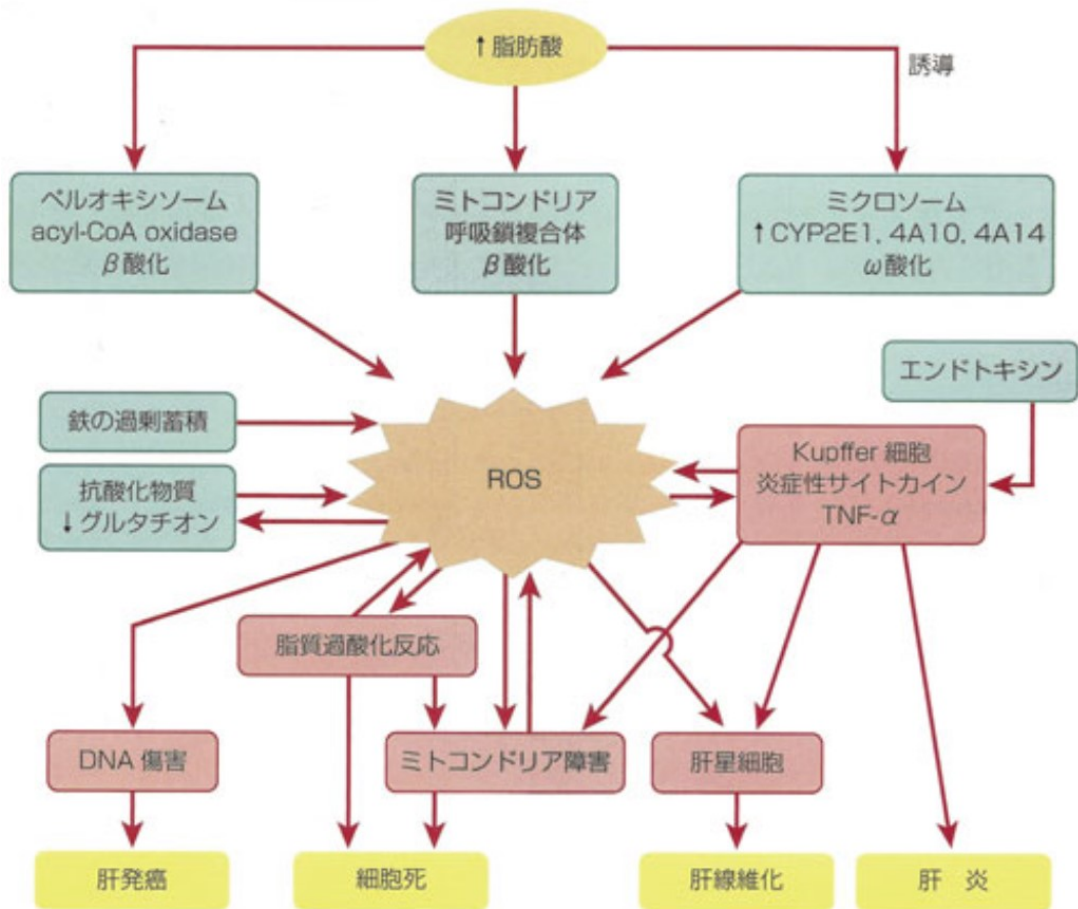 ↑脂肪酸
誘導
ペルオキシソーム
acyl-CoA oxidase
β酸化
ミトコンドリア
呼吸鎖複合体
β酸化
ミクロソーム
↑CYP2E1, 4A10, 4A14
ω酸化
エンドトキシン
鉄の過剰蓄積
抗酸化物質
↓グルタチオン
ROS
Kupffer 細胞
炎症性サイトカイン
TNF-α
脂質過酸化反応
DNA 傷害
ミトコンドリア障害
肝星細胞
肝発癌
細胞死
肝線維化
肝 炎